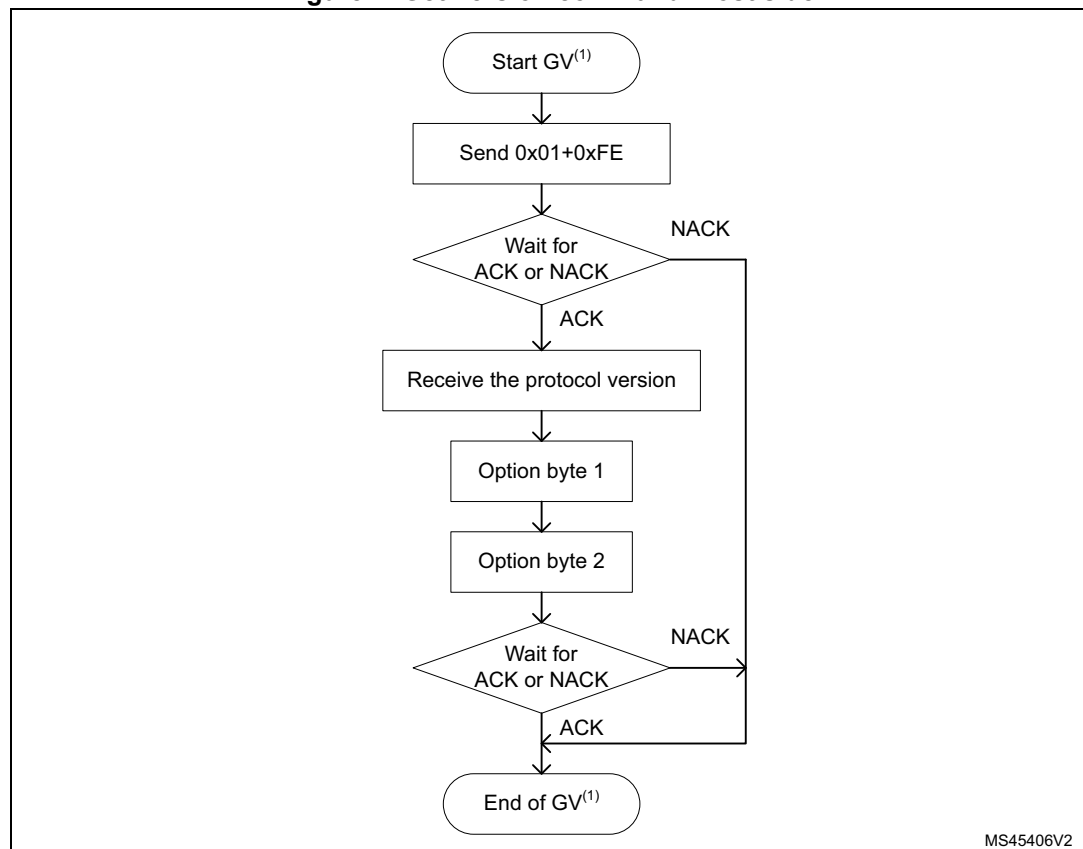 Start GV(1)
Send 0x01+0xFE
Wait for
ACK or NACK
NACK
ACK
Receive the protocol version
Option byte 1
Option byte 2
Wait for
ACK or NACK
NACK
ACK
End of GV(1)
MS45406V2